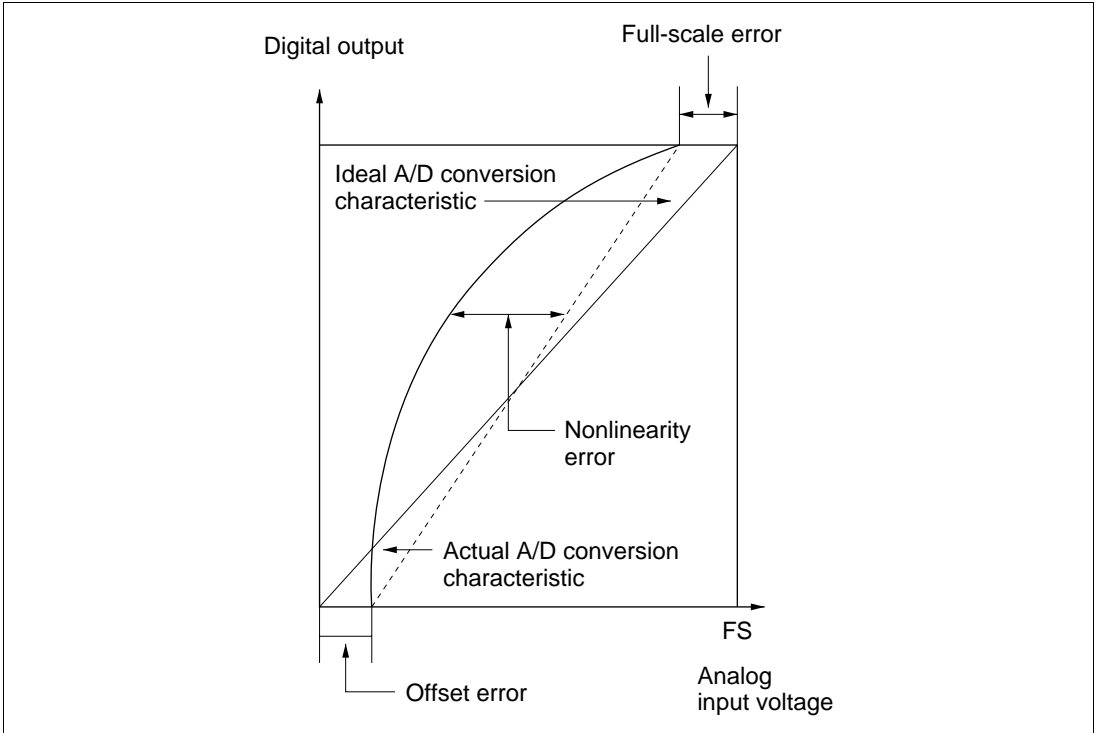 Digital output
Full-scale error
Ideal A/D conversion
characteristic
Nonlinearity
error
Actual A/D conversion
characteristic
FS
Offset error
Analog
input voltage